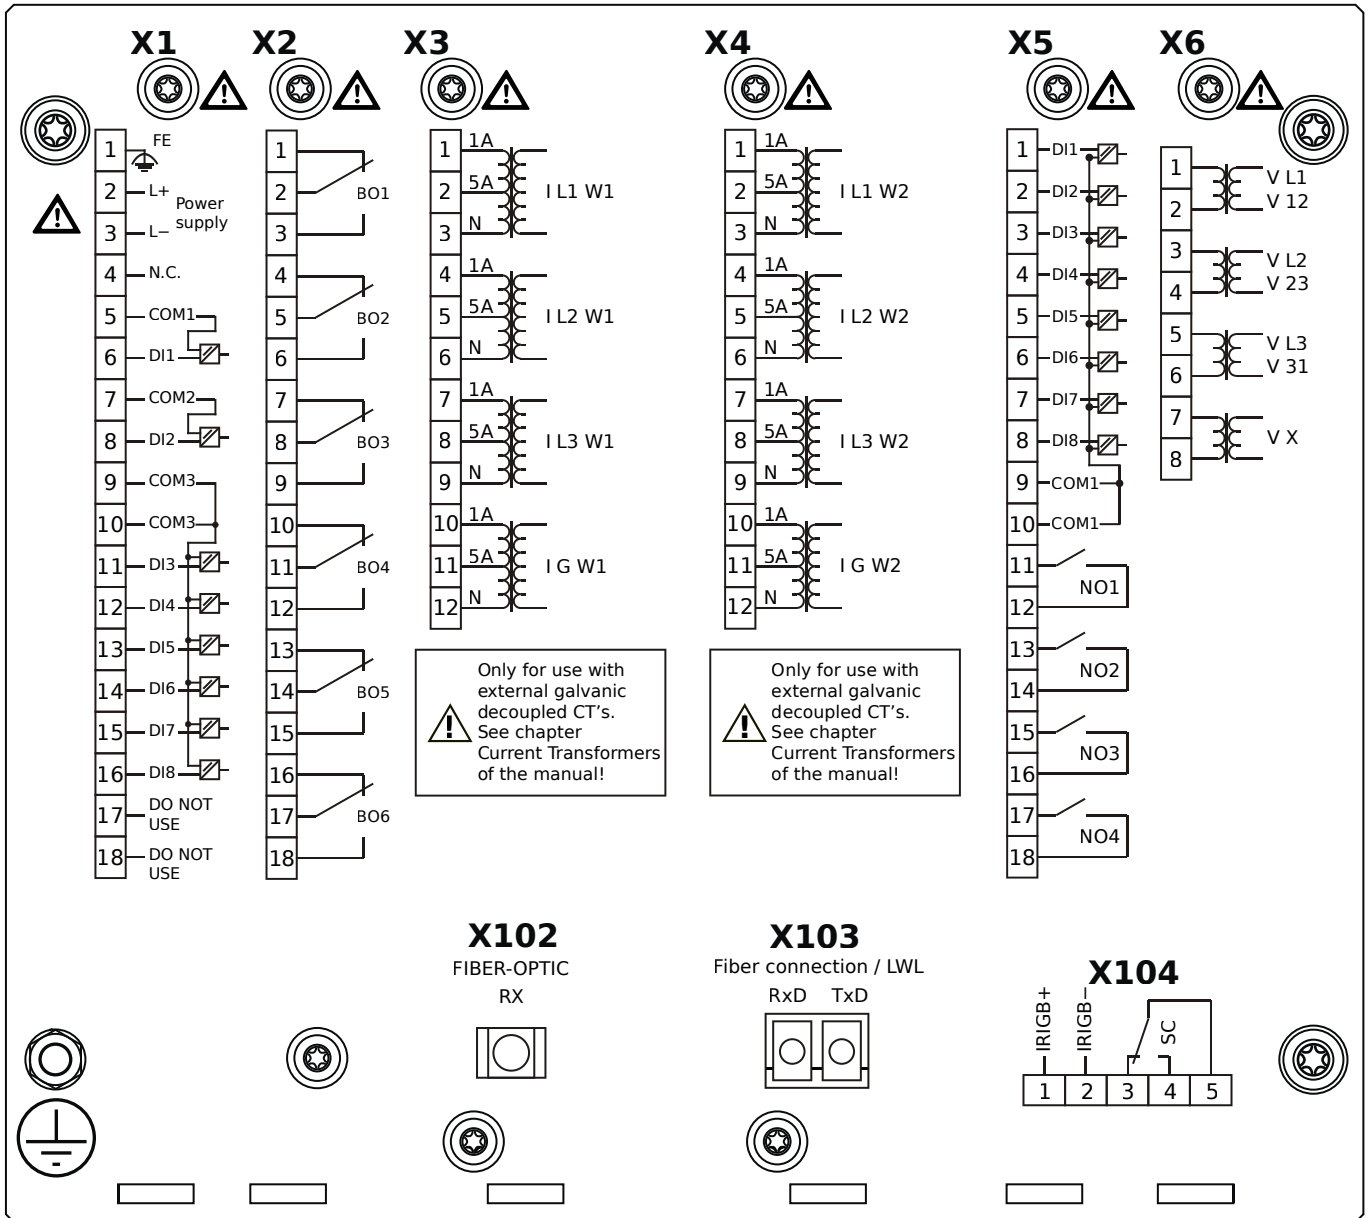 X1
X2
X3
X4
X5
X6
1 FE
2 L+
Power
supply
3 L−
4 N.C.
5 COM1
6 DI1
7 COM2
8 DI2
9 COM3
10 COM3
11 DI3
12 DI4
13 DI5
14 DI6
15 DI7
16 DI8
17 DO NOT
USE
18 DO NOT
USE
1
2 BO1
3
4
5 BO2
6
7
8 BO3
9
10
11 BO4
12
13
14 BO5
15
16
17 BO6
18
1 1A
2 5A I L1 W1
3 N
4 1A
5 5A I L2 W1
6 N
7 1A
8 5A I L3 W1
9 N
10 1A
11 5A I G W1
12 N
Only for use with
external galvanic
decoupled CT's.
See chapter
Current Transformers
of the manual!
1 1A
2 5A I L1 W2
3 N
4 1A
5 5A I L2 W2
6 N
7 1A
8 5A I L3 W2
9 N
10 1A
11 5A I G W2
12 N
Only for use with
external galvanic
decoupled CT's.
See chapter
Current Transformers
of the manual!
1 DI1
2 DI2
3 DI3
4 DI4
5 DI5
6 DI6
7 DI7
8 DI8
9 COM1
10 COM1
11
NO1
12
13
NO2
14
15
NO3
16
17
NO4
18
1 V L1
2 V 12
3 V L2
4 V 23
5 V L3
6 V 31
7
V X
8
X102
FIBER-OPTIC
RX
X103
Fiber connection / LWL
RxD TxD
X104
IRIGB+
IRIGB−
SC
1 2 3 4 5